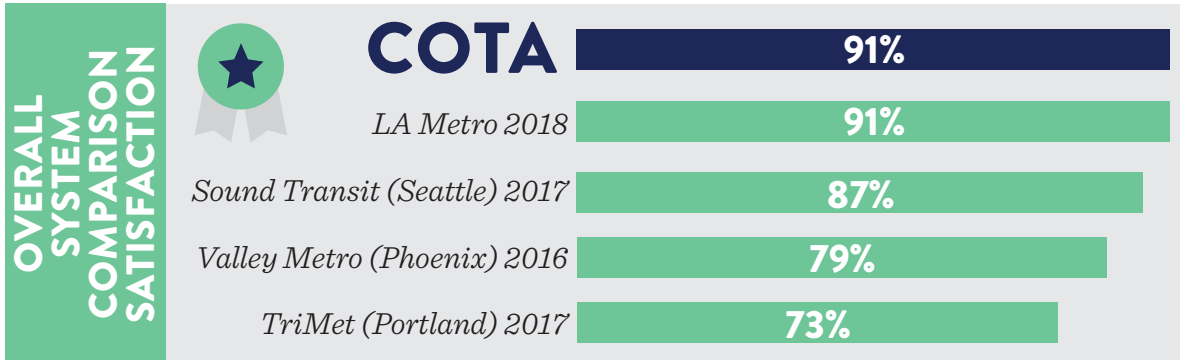 OVERALL
SYSTEM
COMPARISON
SATISFACTION
COTA 91%
LA Metro 2018 91%
Sound Transit (Seattle) 2017 87%
Valley Metro (Phoenix) 2016 79%
TriMet (Portland) 2017 73%